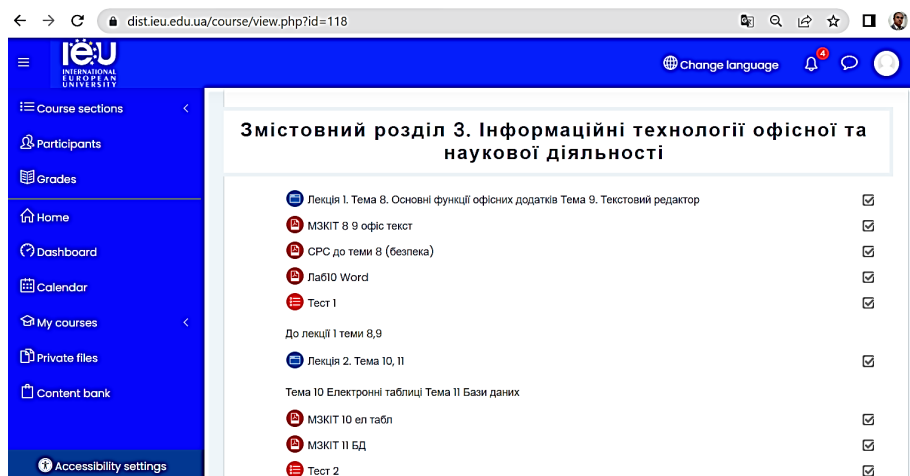 dist.ieu.edu.ua/course/view.php?id=118
IEU
INTERNATIONAL
EUROPEAN
UNIVERSITY
Change language
4
Course sections
Participants
Grades
Home
Dashboard
Calendar
My courses
Private files
Content bank
Accessibility settings
Змістовний розділ 3. Інформаційні технології офісної та
наукової діяльності
Лекція 1. Тема 8. Основні функції офісних додатків Тема 9. Текстовий редактор
МЗКІТ 8 9 офіс текст
СРС до теми 8 (безпека)
Лаб10 Word
Тест 1
До лекції 1 теми 8,9
Лекція 2. Тема 10, 11
Тема 10 Електронні таблиці Тема 11 Бази даних
МЗКІТ 10 ел табл
МЗКІТ 11 БД
Тест 2